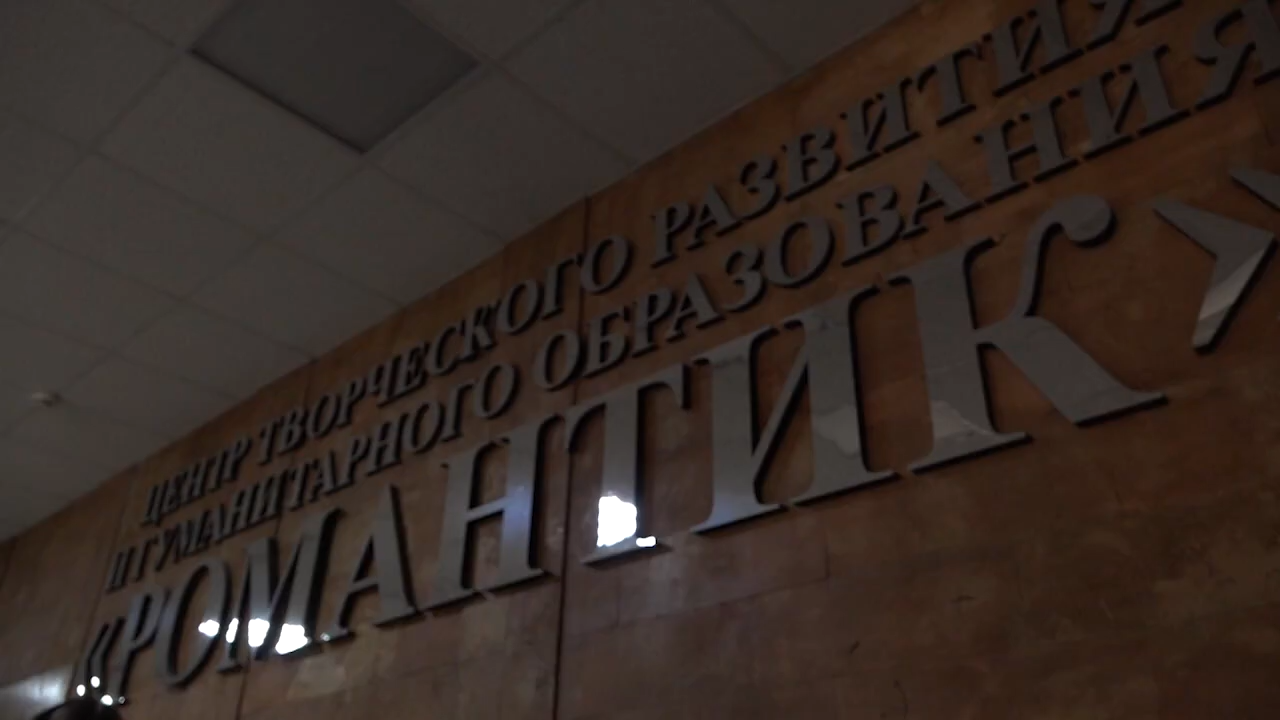 ЦЕНТР ТВОРЧЕСКОГО РАЗВИТИЯ
И ГУМАНИТАРНОГО ОБРАЗОВАНИЯ
«РОМАНТИК»